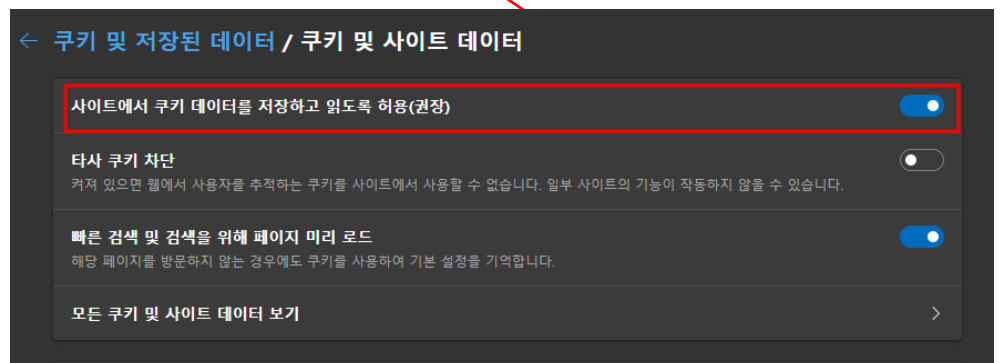 ← 쿠키 및 저장된 데이터 / 쿠키 및 사이트 데이터
사이트에서 쿠키 데이터를 저장하고 읽도록 허용(권장)
타사 쿠키 차단
켜져 있으면 웹에서 사용자를 추적하는 쿠키를 사이트에서 사용할 수 없습니다. 일부 사이트의 기능이 작동하지 않을 수 있습니다.
빠른 검색 및 검색을 위해 페이지 미리 로드
해당 페이지를 방문하지 않는 경우에도 쿠키를 사용하여 기본 설정을 기억합니다.
모든 쿠키 및 사이트 데이터 보기